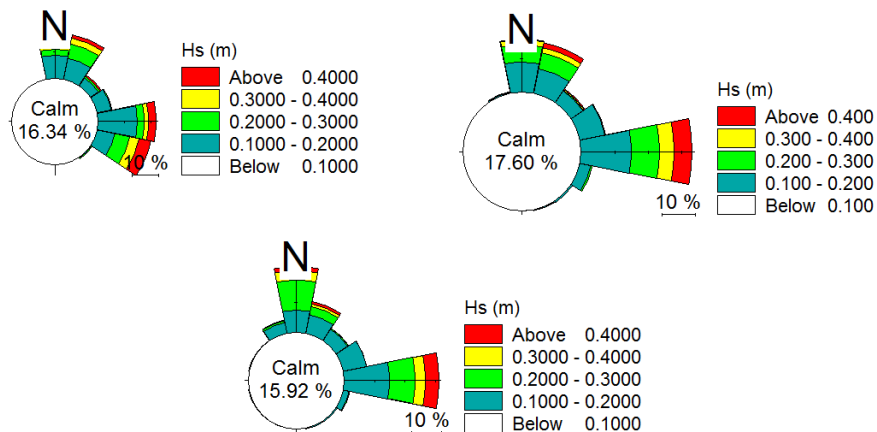 N
Hs (m)
Above 0.4000
0.3000 - 0.4000
0.2000 - 0.3000
0.1000 - 0.2000
Below 0.1000
Calm
16.34 %
10 %
N
Hs (m)
Above 0.400
0.300 - 0.400
0.200 - 0.300
0.100 - 0.200
Below 0.100
Calm
17.60 %
10 %
N
Hs (m)
Above 0.4000
0.3000 - 0.4000
0.2000 - 0.3000
0.1000 - 0.2000
Below 0.1000
Calm
15.92 %
10 %